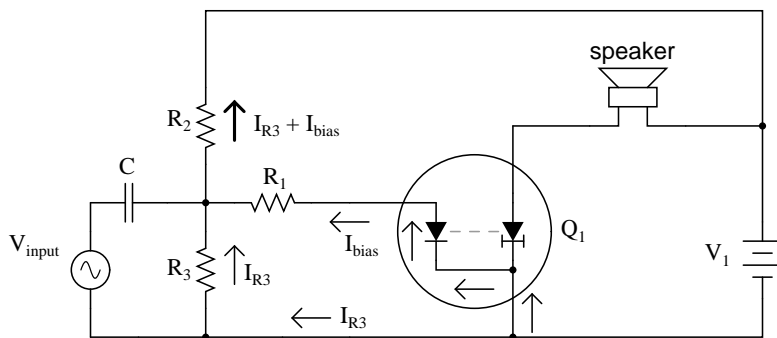 speaker
R2
IR3 + Ibias
C
R1
Vinput
Ibias
Q1
R3
IR3
V1
IR3